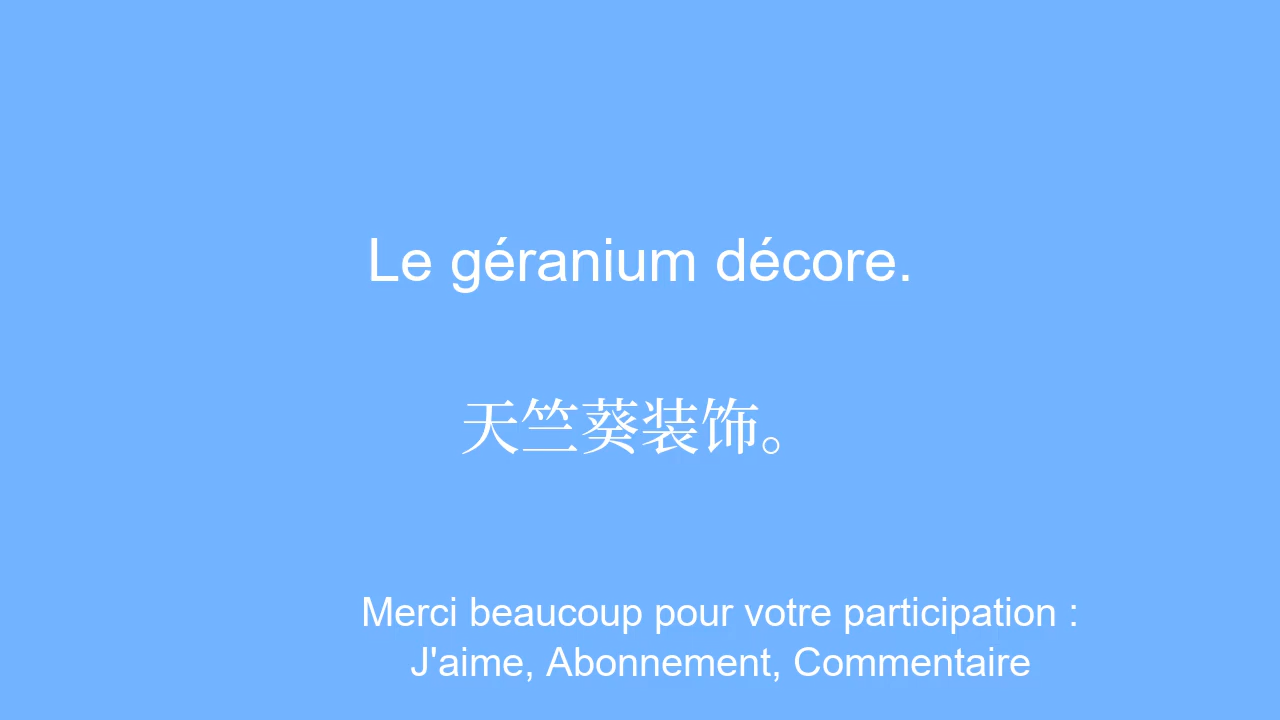 Le géranium décore.
天竺葵装饰。
Merci beaucoup pour votre participation :
J'aime, Abonnement, Commentaire